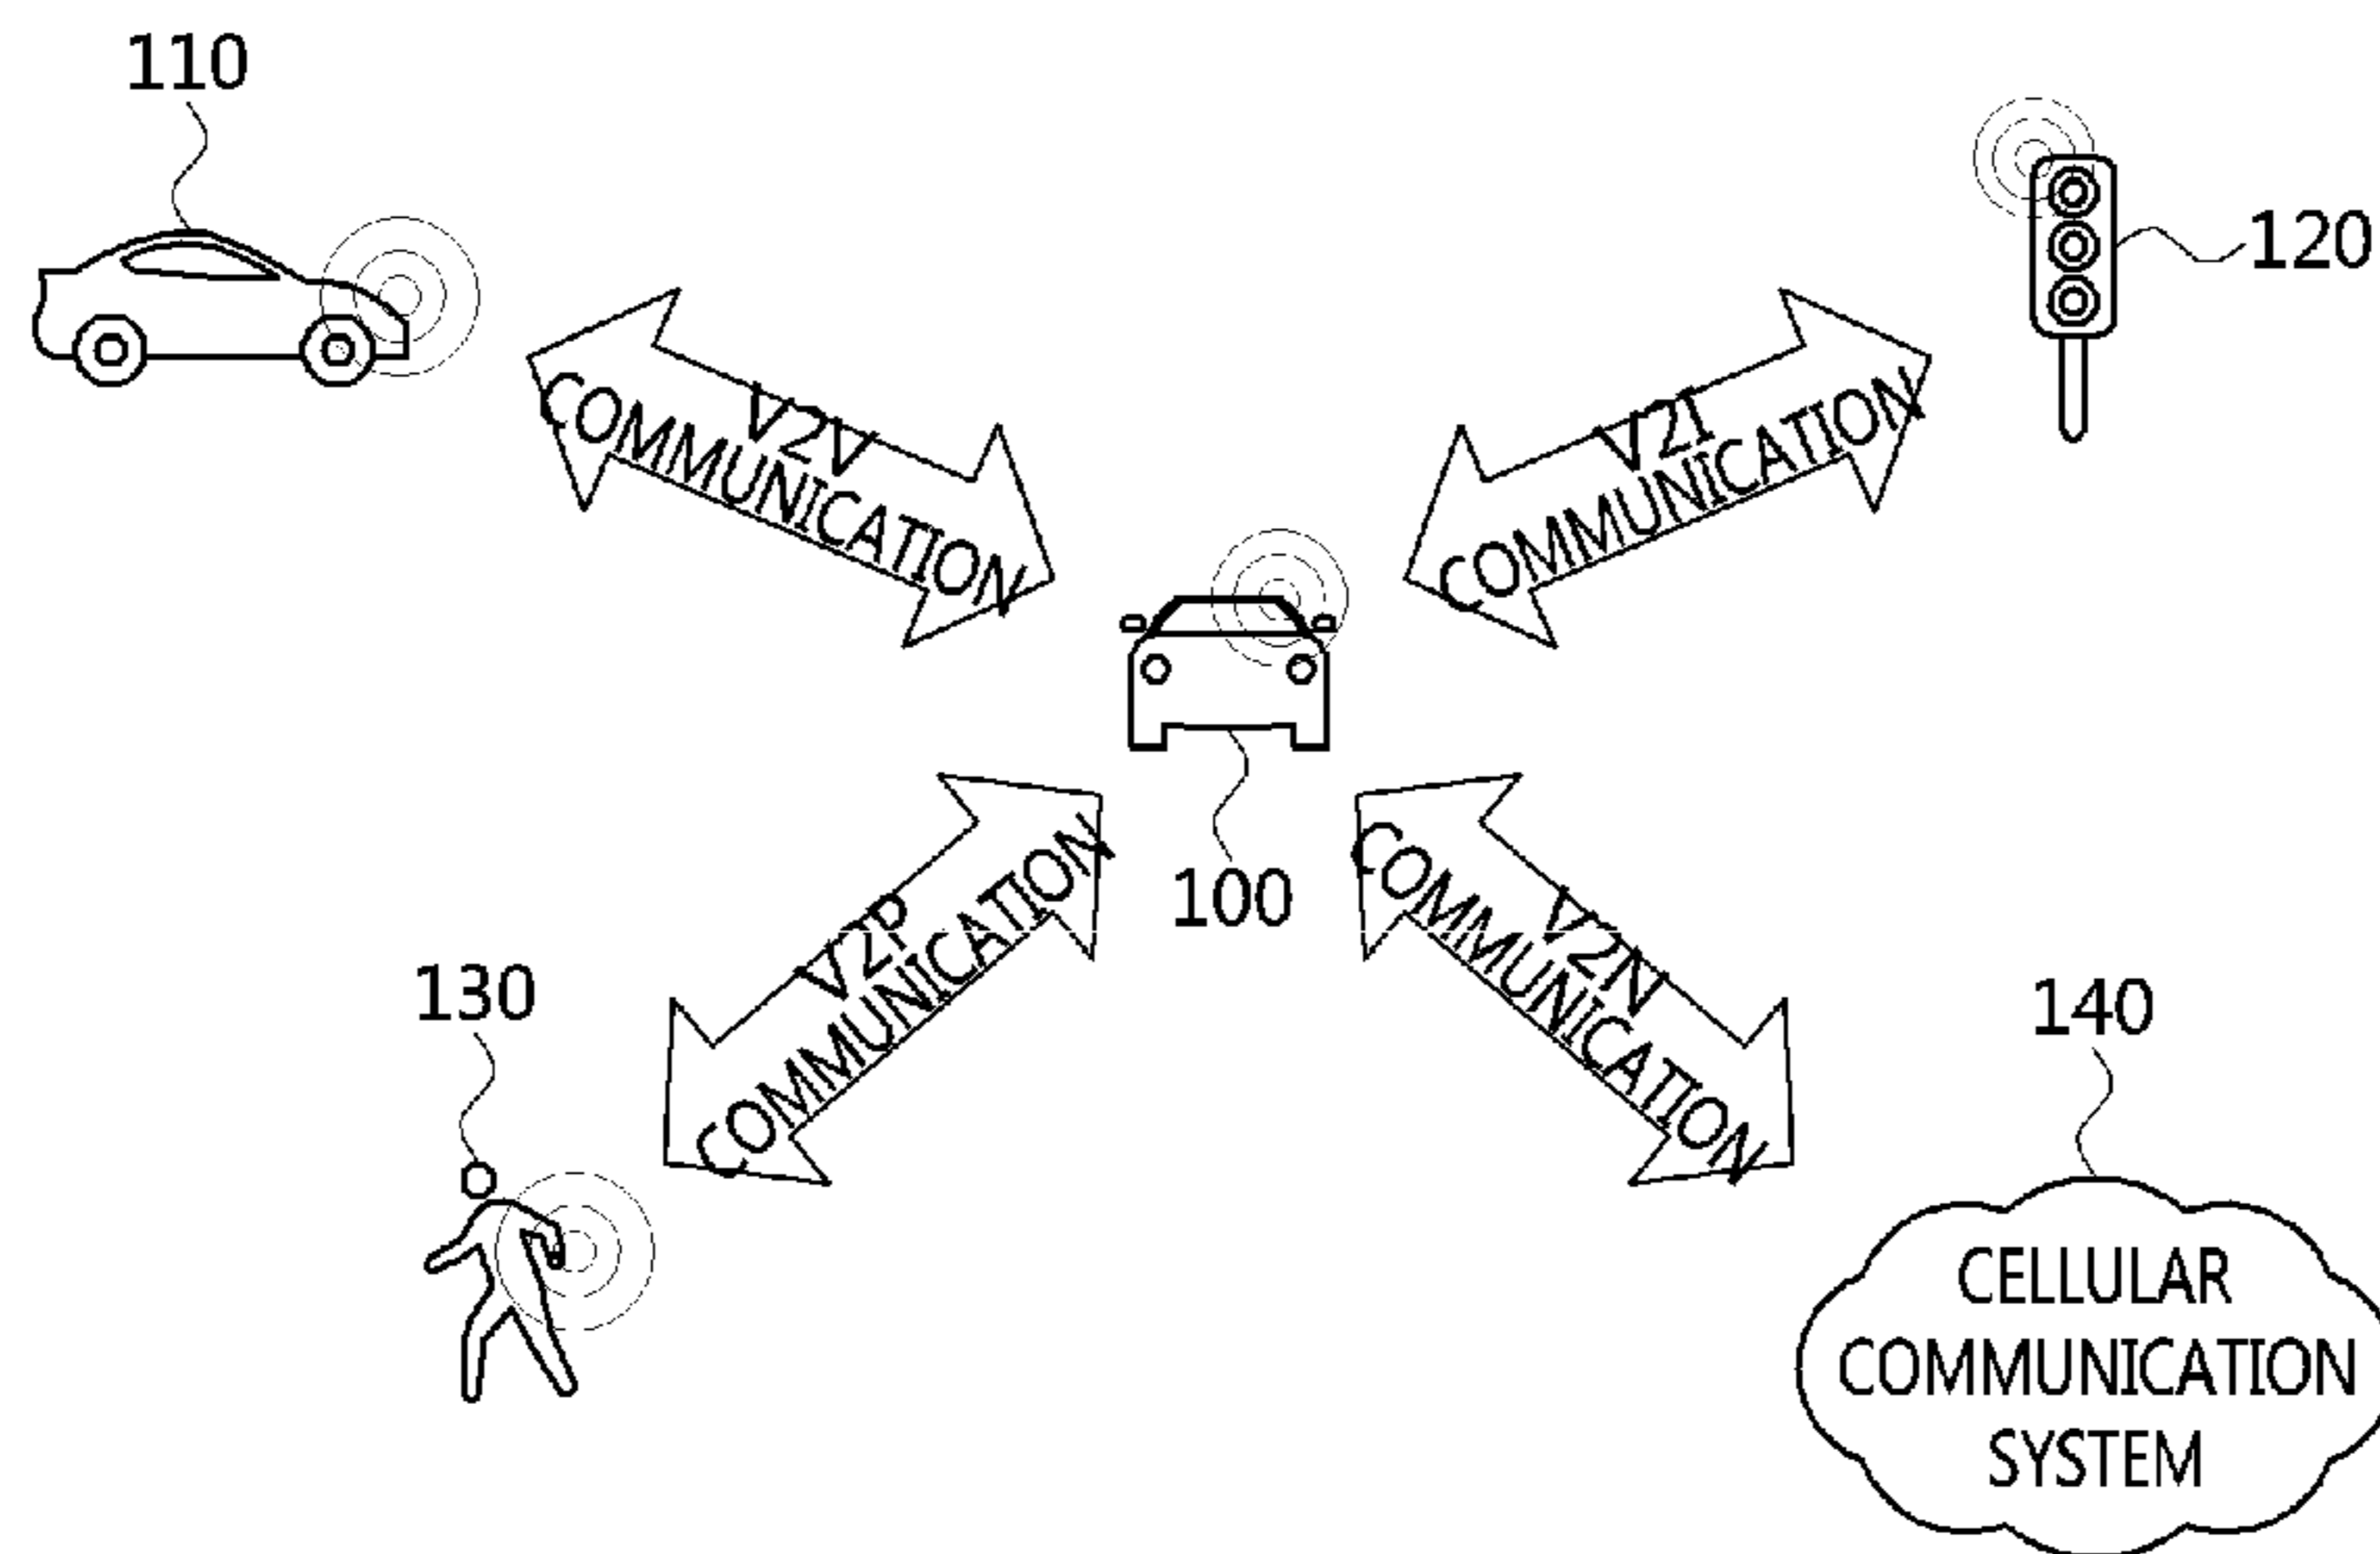 110
120
V2V
COMMUNICATION
V2I
COMMUNICATION
100
V2P
COMMUNICATION
V2N
COMMUNICATION
130
140
CELLULAR
COMMUNICATION
SYSTEM